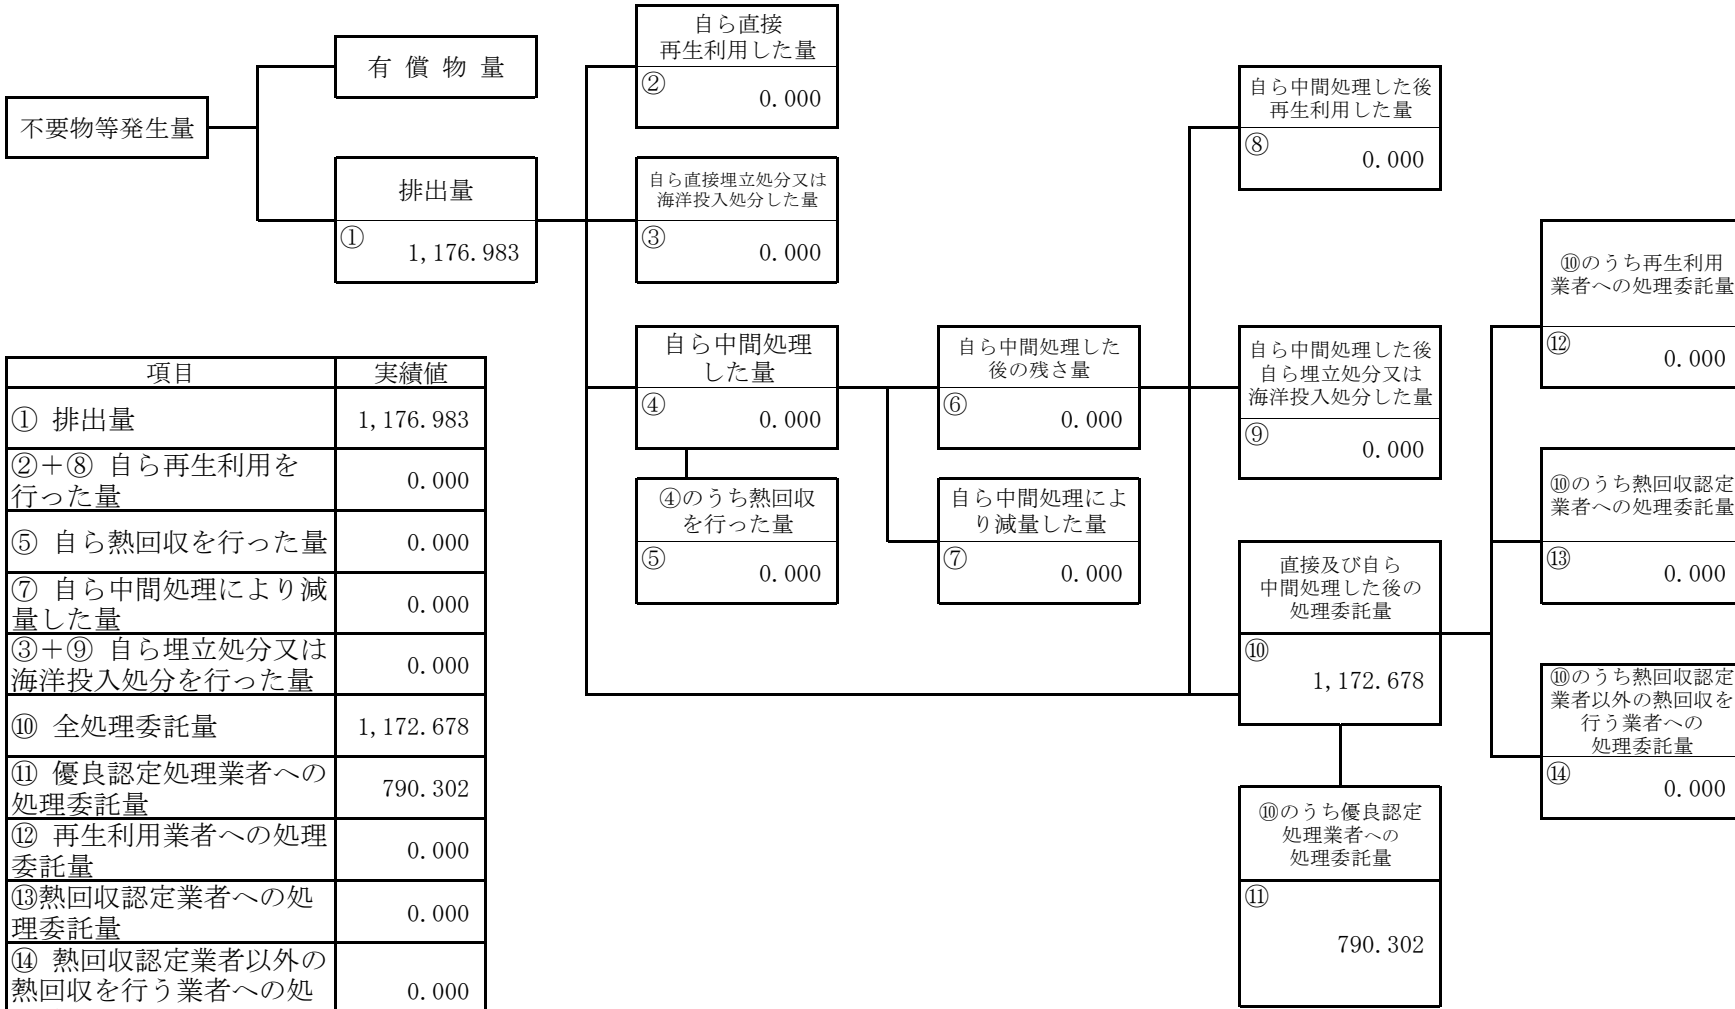 不要物等発生量
有 償 物 量
排出量
① 1,176.983
自ら直接
再生利用した量
② 0.000
自ら直接埋立処分又は
海洋投入処分した量
③ 0.000
自ら中間処理
した量
④ 0.000
④のうち熱回収
を行った量
⑤ 0.000
自ら中間処理した
後の残さ量
⑥ 0.000
自ら中間処理によ
り減量した量
⑦ 0.000
自ら中間処理した後
再生利用した量
⑧ 0.000
自ら中間処理した後
自ら埋立処分又は
海洋投入処分した量
⑨ 0.000
直接及び自ら
中間処理した後の
処理委託量
⑩ 1,172.678
⑩のうち優良認定
処理業者への
処理委託量
⑪ 790.302
⑩のうち再生利用
業者への処理委託量
⑫ 0.000
⑩のうち熱回収認定
業者への処理委託量
⑬ 0.000
⑩のうち熱回収認定
業者以外の熱回収を
行う業者への
処理委託量
⑭ 0.000
項目 実績値
① 排出量 1,176.983
②＋⑧ 自ら再生利用を
行った量 0.000
⑤ 自ら熱回収を行った量 0.000
⑦ 自ら中間処理により減
量した量 0.000
③＋⑨ 自ら埋立処分又は
海洋投入処分を行った量 0.000
⑩ 全処理委託量 1,172.678
⑪ 優良認定処理業者への
処理委託量 790.302
⑫ 再生利用業者への処理
委託量 0.000
⑬熱回収認定業者への処
理委託量 0.000
⑭ 熱回収認定業者以外の
熱回収を行う業者への処 0.000